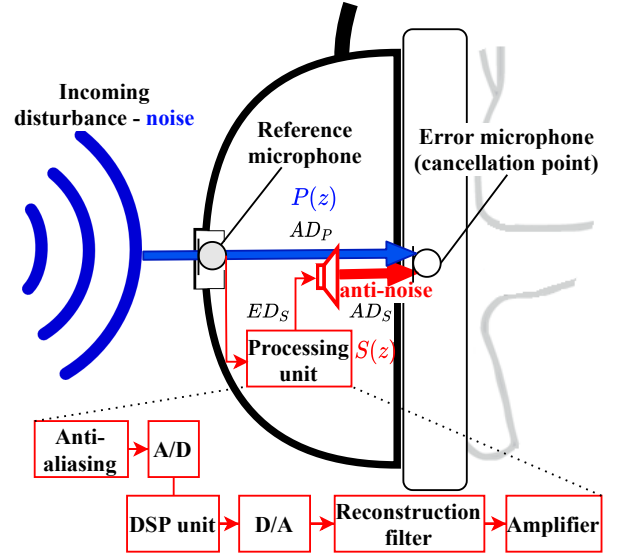 Incoming
disturbance - noise
Reference
microphone
Error microphone
(cancellation point)
P(z)
AD_P
anti-noise
ED_S
AD_S
Processing
unit
S(z)
Anti-
aliasing
A/D
DSP unit
D/A
Reconstruction
filter
Amplifier